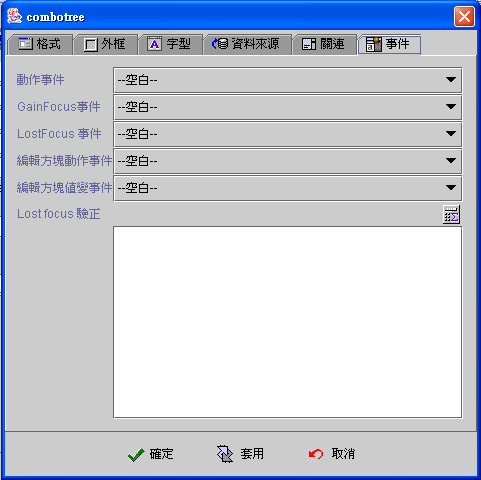 combotree
格式 外框 字型 資料來源 關連 事件
動作事件 --空白--
GainFocus事件 --空白--
LostFocus 事件 --空白--
編輯方塊動作事件 --空白--
編輯方塊值變事件 --空白--
Lost focus 驗正
確定 套用 取消